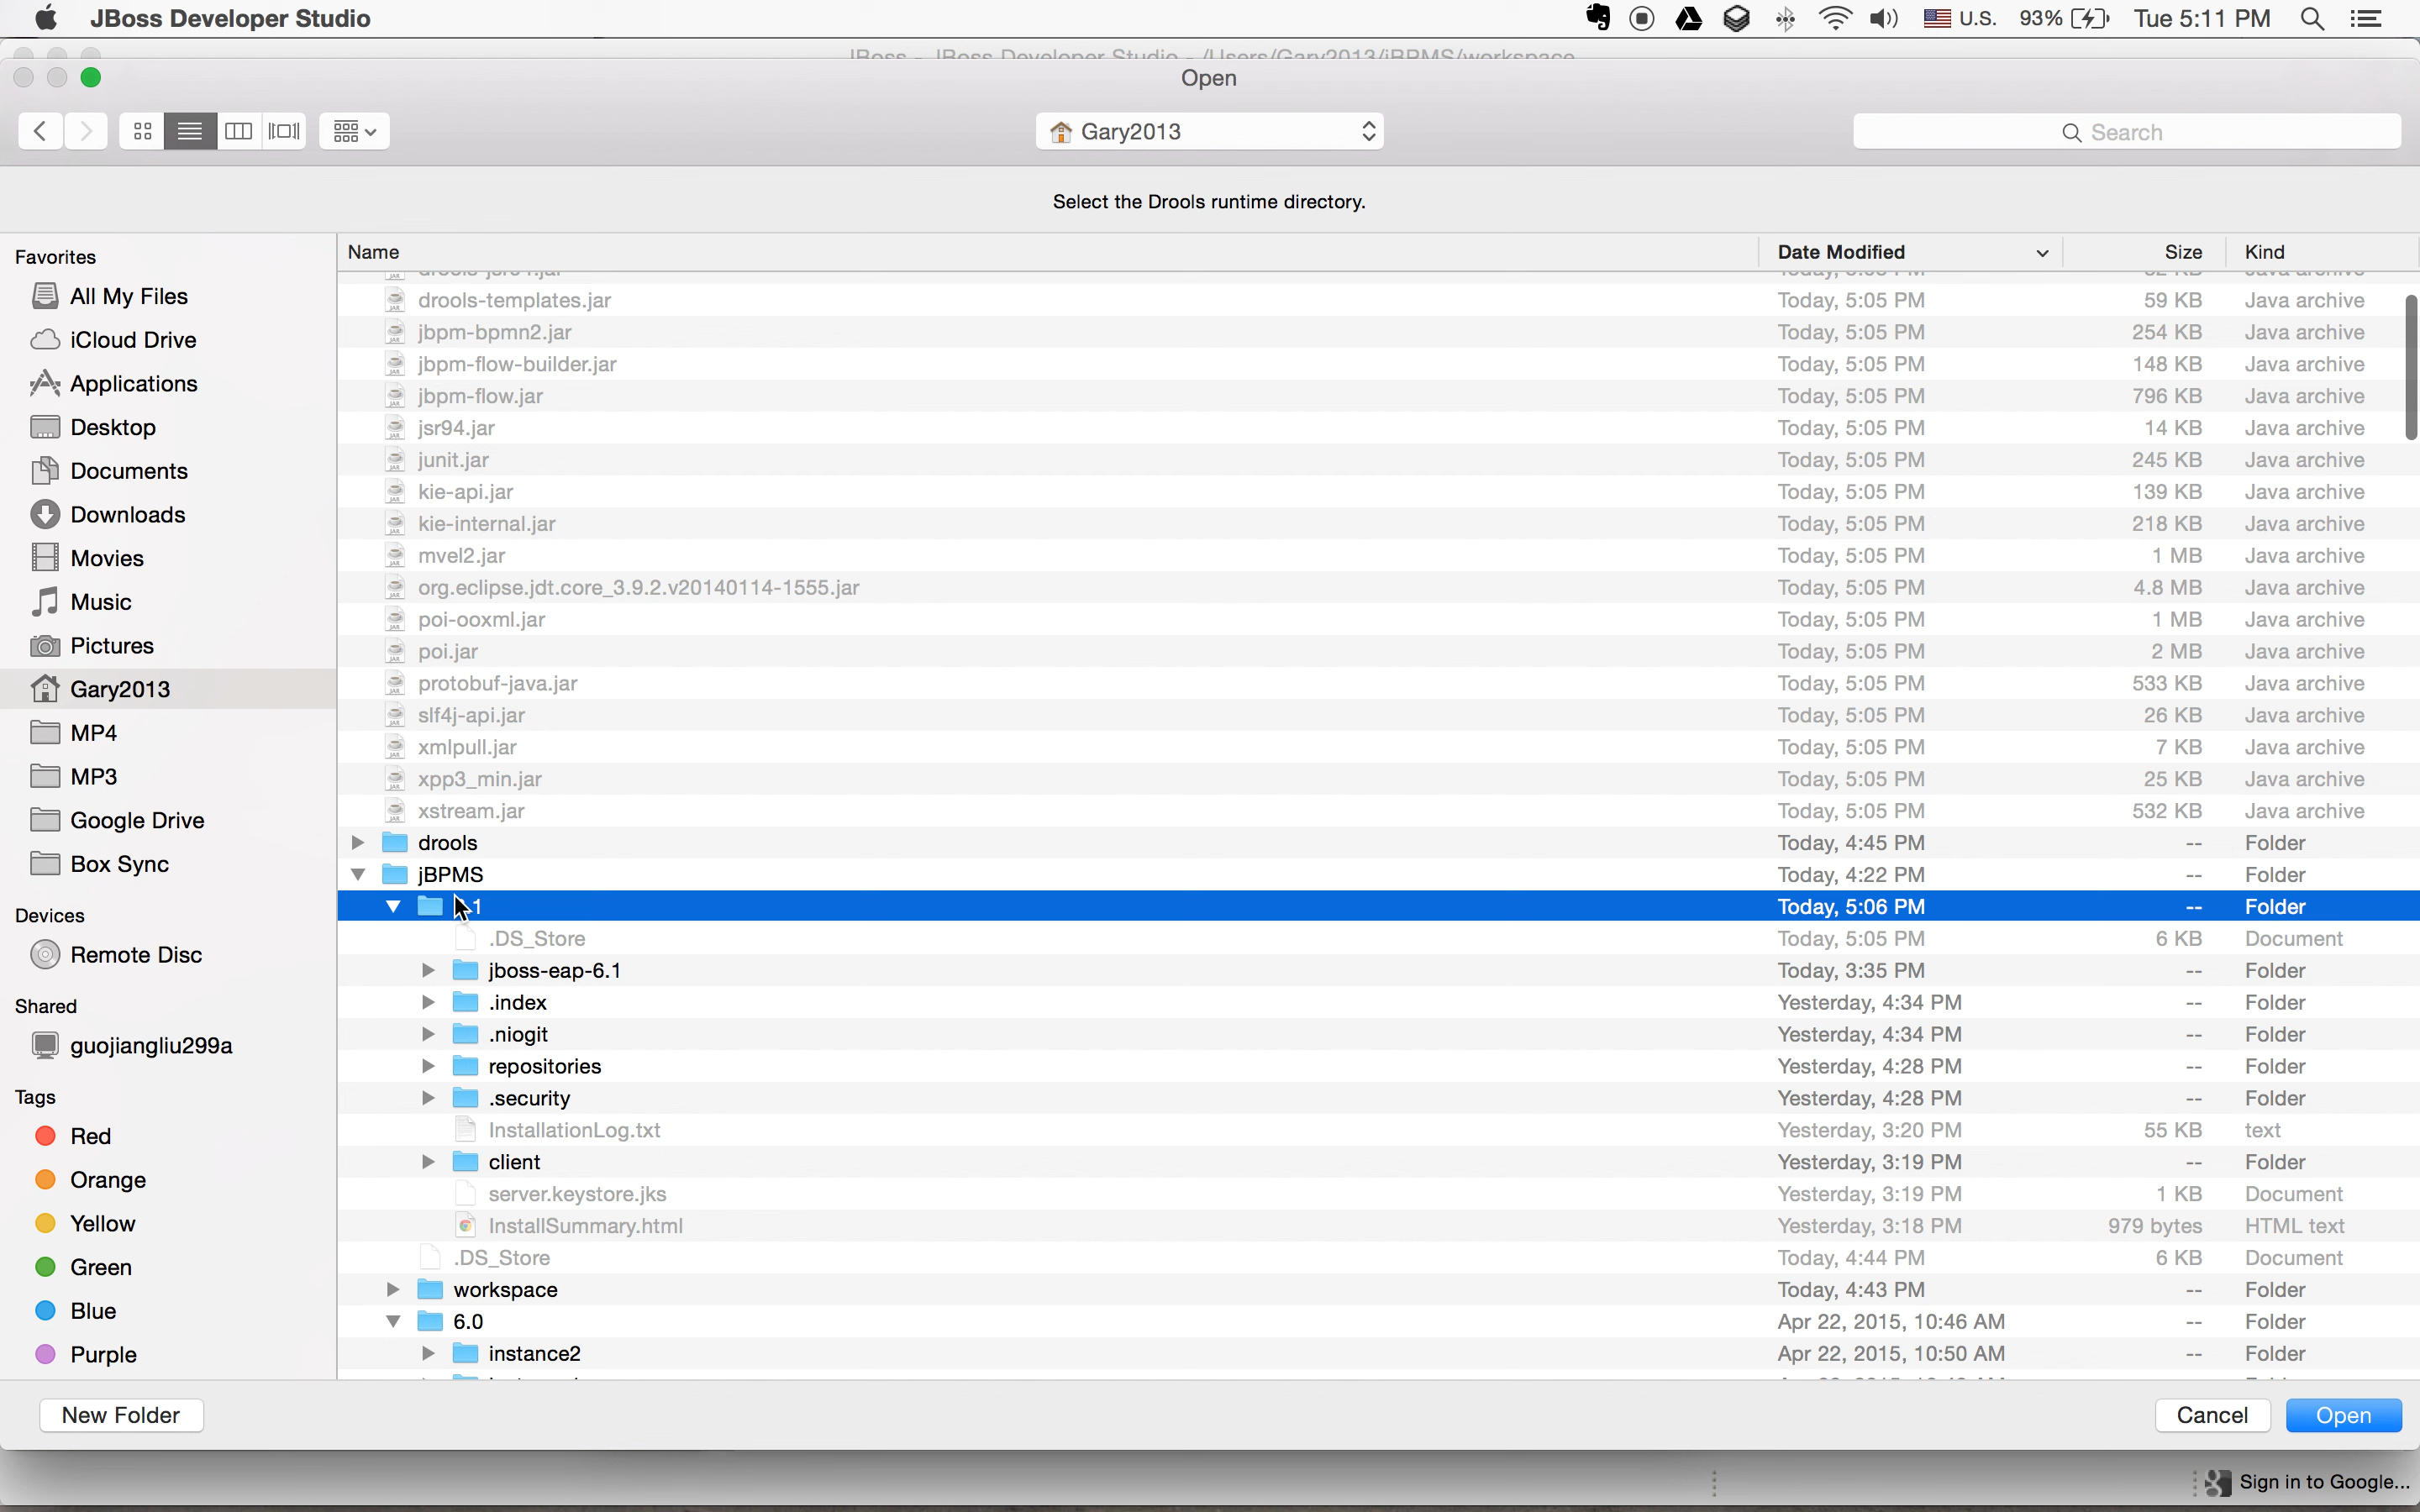 JBoss Developer Studio
U.S. 93% Tue 5:11 PM
JBoss - JBoss Developer Studio - /Users/Gary2013/jBPMS/workspace
Open
Gary2013
Search
Select the Drools runtime directory.
Favorites
All My Files
iCloud Drive
Applications
Desktop
Documents
Downloads
Movies
Music
Pictures
Gary2013
MP4
MP3
Google Drive
Box Sync
Devices
Remote Disc
Shared
guojiangliu299a
Tags
Red
Orange
Yellow
Green
Blue
Purple
Name Date Modified Size Kind
drools-templates.jar Today, 5:05 PM 59 KB Java archive
jbpm-bpmn2.jar Today, 5:05 PM 254 KB Java archive
jbpm-flow-builder.jar Today, 5:05 PM 148 KB Java archive
jbpm-flow.jar Today, 5:05 PM 796 KB Java archive
jsr94.jar Today, 5:05 PM 14 KB Java archive
junit.jar Today, 5:05 PM 245 KB Java archive
kie-api.jar Today, 5:05 PM 139 KB Java archive
kie-internal.jar Today, 5:05 PM 218 KB Java archive
mvel2.jar Today, 5:05 PM 1 MB Java archive
org.eclipse.jdt.core_3.9.2.v20140114-1555.jar Today, 5:05 PM 4.8 MB Java archive
poi-ooxml.jar Today, 5:05 PM 1 MB Java archive
poi.jar Today, 5:05 PM 2 MB Java archive
protobuf-java.jar Today, 5:05 PM 533 KB Java archive
slf4j-api.jar Today, 5:05 PM 26 KB Java archive
xmlpull.jar Today, 5:05 PM 7 KB Java archive
xpp3_min.jar Today, 5:05 PM 25 KB Java archive
xstream.jar Today, 5:05 PM 532 KB Java archive
drools Today, 4:45 PM -- Folder
jBPMS Today, 4:22 PM -- Folder
Today, 5:06 PM -- Folder
.DS_Store Today, 5:05 PM 6 KB Document
jboss-eap-6.1 Today, 3:35 PM -- Folder
.index Yesterday, 4:34 PM -- Folder
.niogit Yesterday, 4:34 PM -- Folder
repositories Yesterday, 4:28 PM -- Folder
.security Yesterday, 4:28 PM -- Folder
InstallationLog.txt Yesterday, 3:20 PM 55 KB text
client Yesterday, 3:19 PM -- Folder
server.keystore.jks Yesterday, 3:19 PM 1 KB Document
InstallSummary.html Yesterday, 3:18 PM 979 bytes HTML text
.DS_Store Today, 4:44 PM 6 KB Document
workspace Today, 4:43 PM -- Folder
6.0 Apr 22, 2015, 10:46 AM -- Folder
instance2 Apr 22, 2015, 10:50 AM -- Folder
New Folder Cancel Open
Sign in to Google...